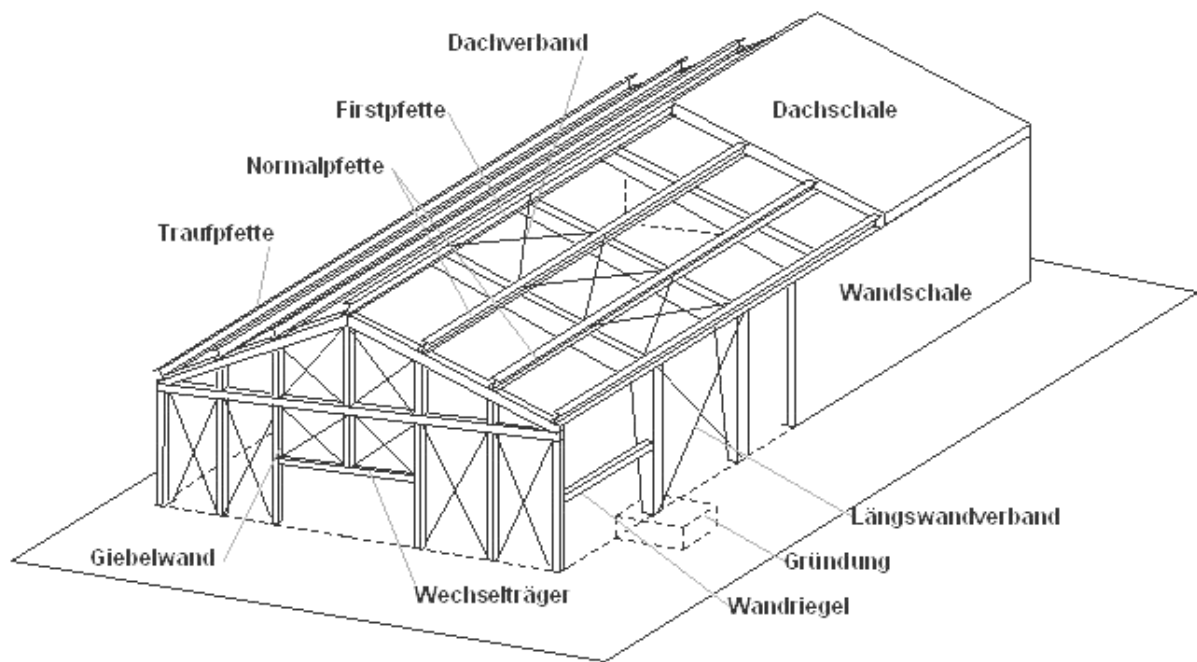 Dachverband
Firstpfette
Dachschale
Normalpfette
Traufpfette
Wandschale
Längswandverband
Giebelwand
Gründung
Wechselträger
Wandriegel